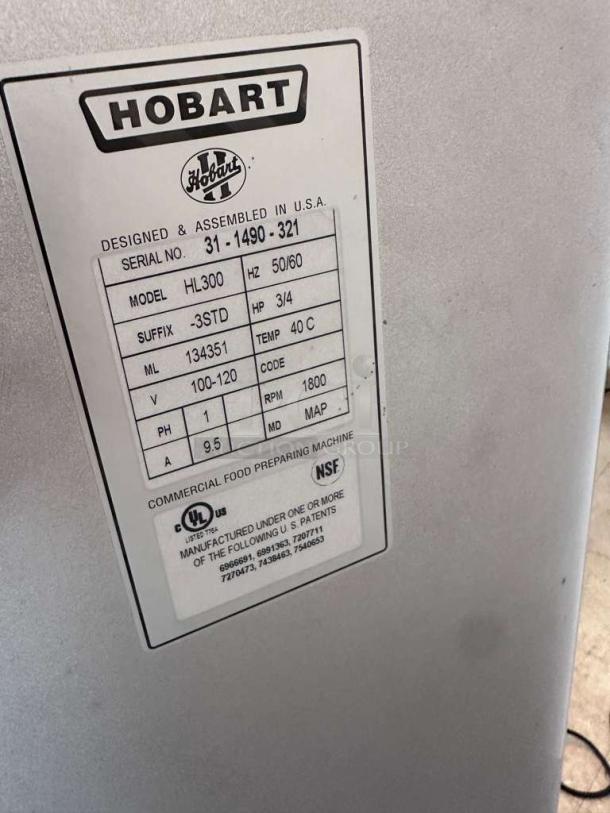 HOBART
Hobart
DESIGNED & ASSEMBLED IN U.S.A.
SERIAL NO. 31-1490-321
MODEL HL300 HZ 50/60
SUFFIX -3STD HP 3/4
ML 134351 TEMP 40 C
V 100-120 CODE
PH 1 RPM 1800
A 9.5 MD MAP
COMMERCIAL FOOD PREPARING MACHINE
NSF
C UL US
LISTED 776A
MANUFACTURED UNDER ONE OR MORE
OF THE FOLLOWING U. S. PATENTS
6966691, 6991363, 7207711
7270473, 7438463, 7540653
GROUP